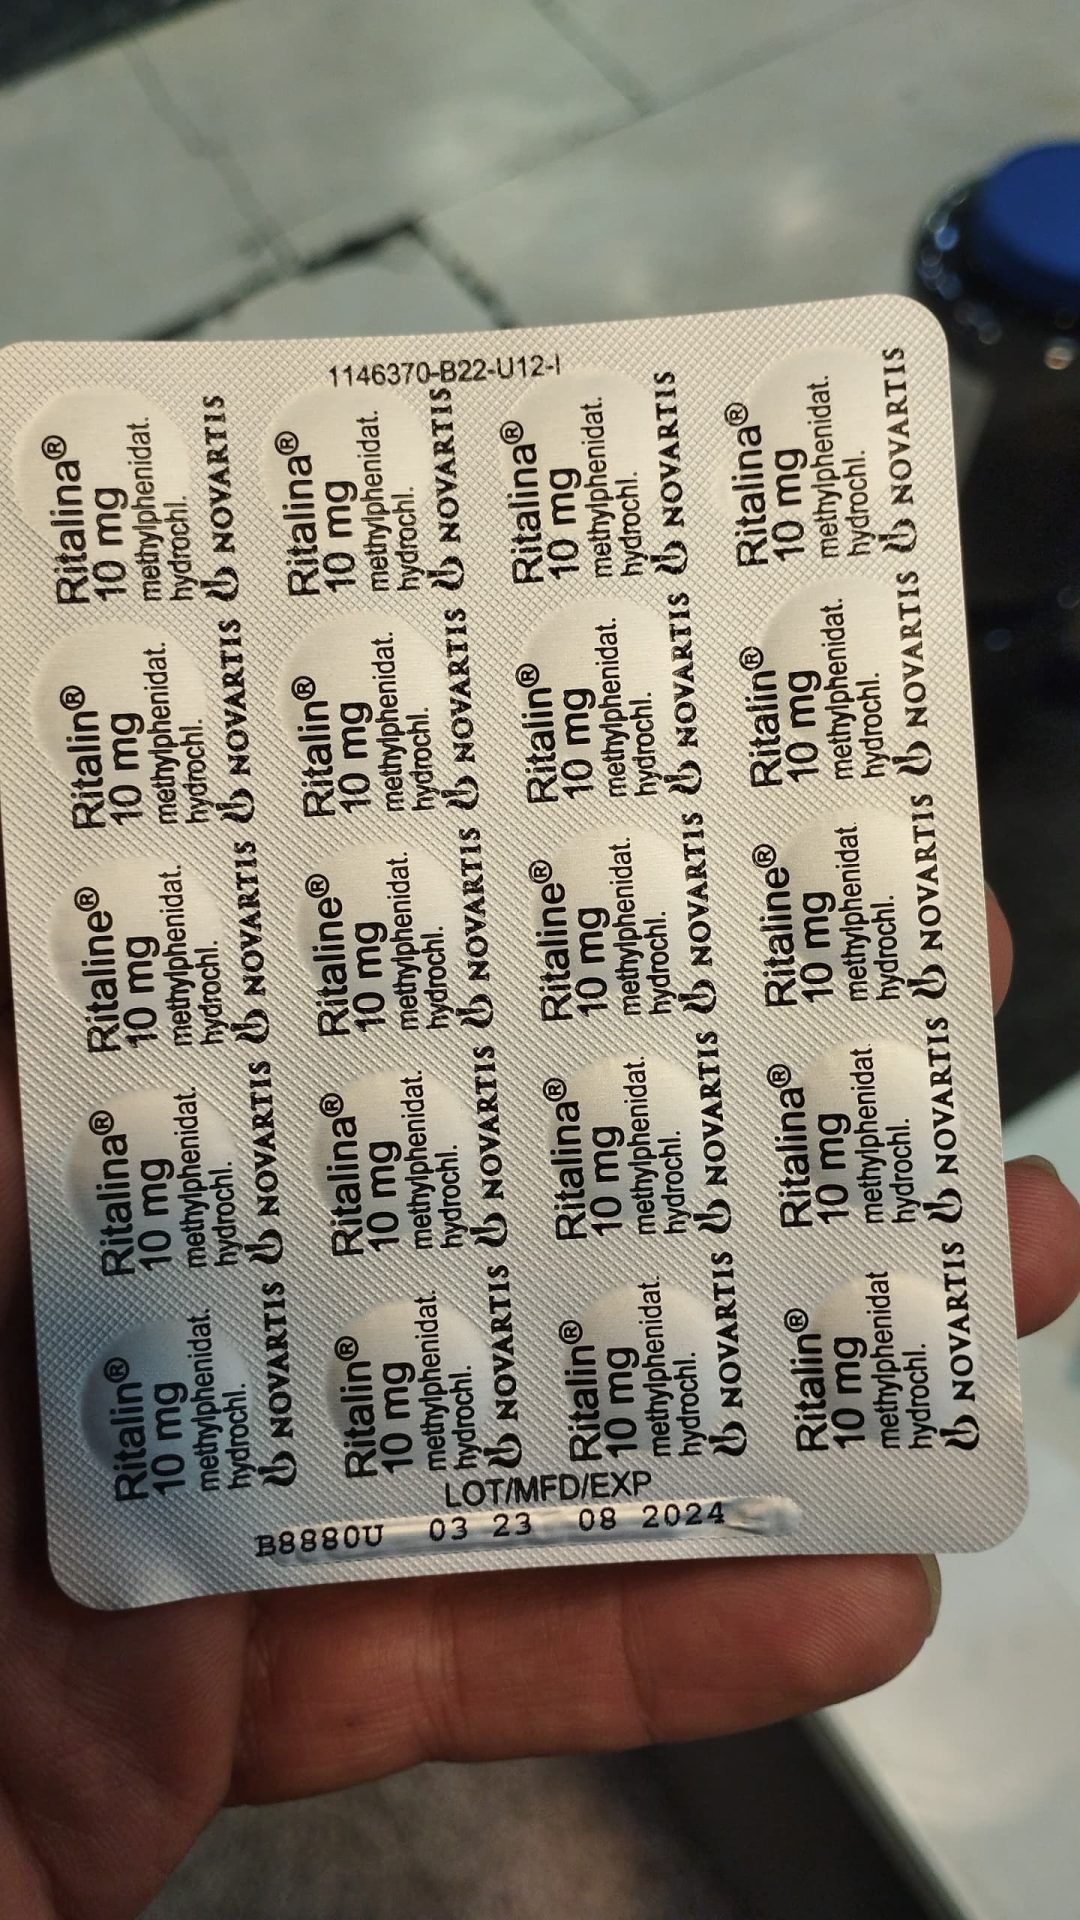 1146370-B22-U12-I
Ritalin®
10 mg
methylphenidat.
hydrochl.
NOVARTIS
Ritalina®
10 mg
methylphenidat.
hydrochl.
NOVARTIS
Ritaline®
10 mg
methylphenidat.
hydrochl.
NOVARTIS
Ritalin®
10 mg
methylphenidat.
hydrochl.
NOVARTIS
Ritalina®
10 mg
methylphenidat.
hydrochl.
NOVARTIS
Ritalin®
10 mg
methylphenidat.
hydrochl.
NOVARTIS
Ritalina®
10 mg
methylphenidat.
hydrochl.
NOVARTIS
Ritaline®
10 mg
methylphenidat.
hydrochl.
NOVARTIS
Ritalin®
10 mg
methylphenidat.
hydrochl.
NOVARTIS
Ritalina®
10 mg
methylphenidat.
hydrochl.
NOVARTIS
Ritalin®
10 mg
methylphenidat.
hydrochl.
NOVARTIS
Ritalina®
10 mg
methylphenidat.
hydrochl.
NOVARTIS
Ritaline®
10 mg
methylphenidat.
hydrochl.
NOVARTIS
Ritalin®
10 mg
methylphenidat.
hydrochl.
NOVARTIS
Ritalina®
10 mg
methylphenidat.
hydrochl.
NOVARTIS
Ritalin®
10 mg
methylphenidat
hydrochl.
NOVARTIS
Ritalina®
10 mg
methylphenidat.
hydrochl.
NOVARTIS
Ritaline®
10 mg
methylphenidat
hydrochl.
NOVARTIS
Ritalin®
10 mg
methylphenidat.
hydrochl.
NOVARTIS
Ritalina®
10 mg
methylphenidat.
hydrochl.
NOVARTIS
LOT/MFD/EXP
B8880U 03 23 08 2024